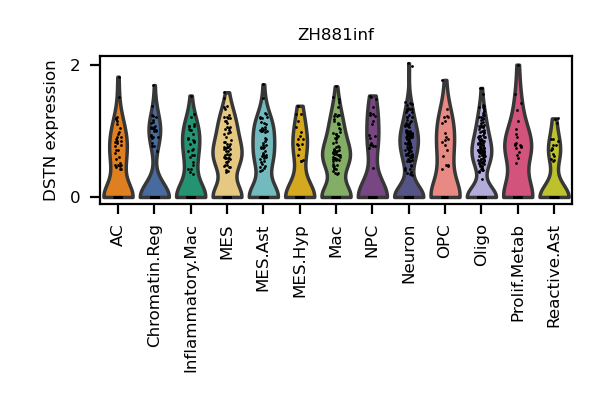 ZH881inf
DSTN expression
2
0
AC
Chromatin.Reg
Inflammatory.Mac
MES
MES.Ast
MES.Hyp
Mac
NPC
Neuron
OPC
Oligo
Prolif.Metab
Reactive.Ast